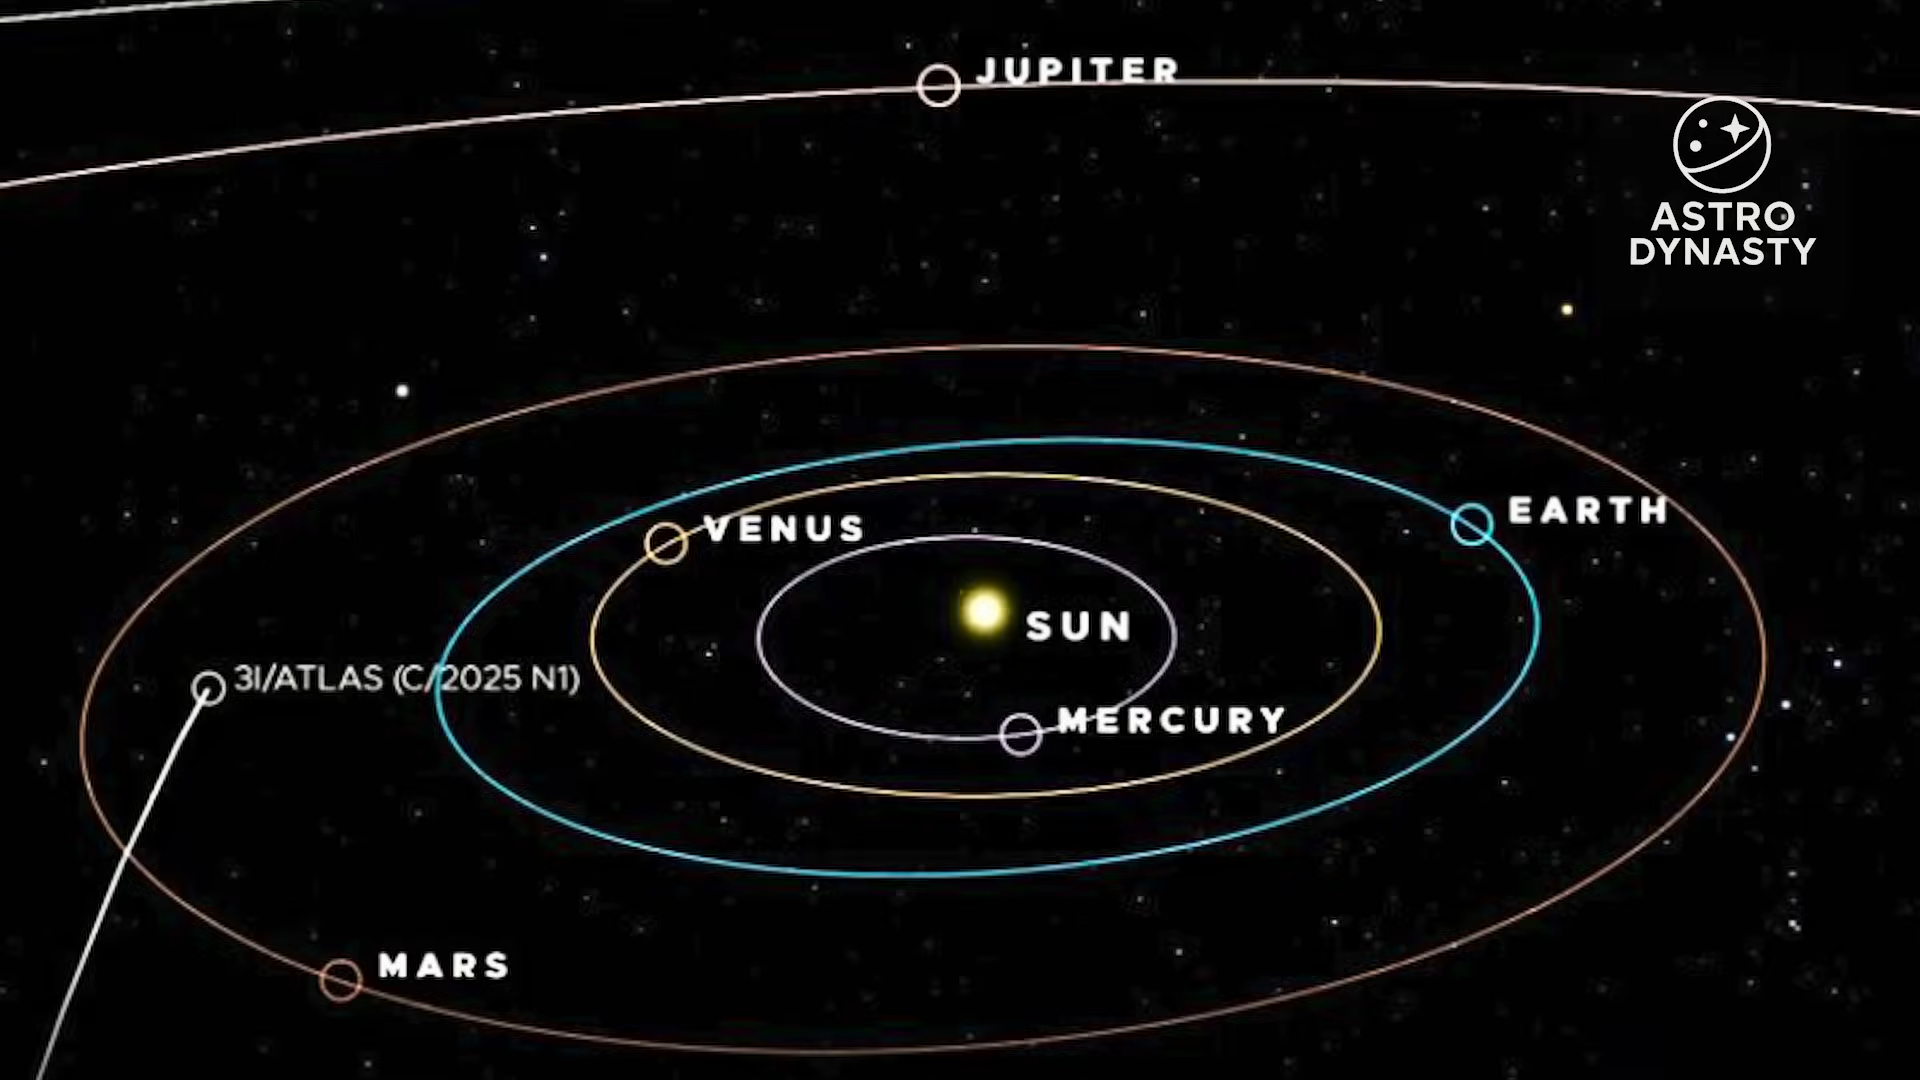 JUPITER
ASTRO
DYNASTY
EARTH
VENUS
SUN
3I/ATLAS (C/2025 N1)
MERCURY
MARS